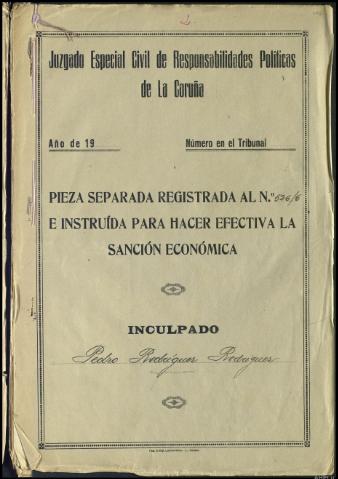 Juzgado Especial Civil de Responsabilidades Políticas
de La Coruña
Año de 19
Número en el Tribunal
PIEZA SEPARADA REGISTRADA AL N.º 526/6
E INSTRUÍDA PARA HACER EFECTIVA LA
SANCIÓN ECONÓMICA
INCULPADO
Pedro Rodríguez Rodríguez